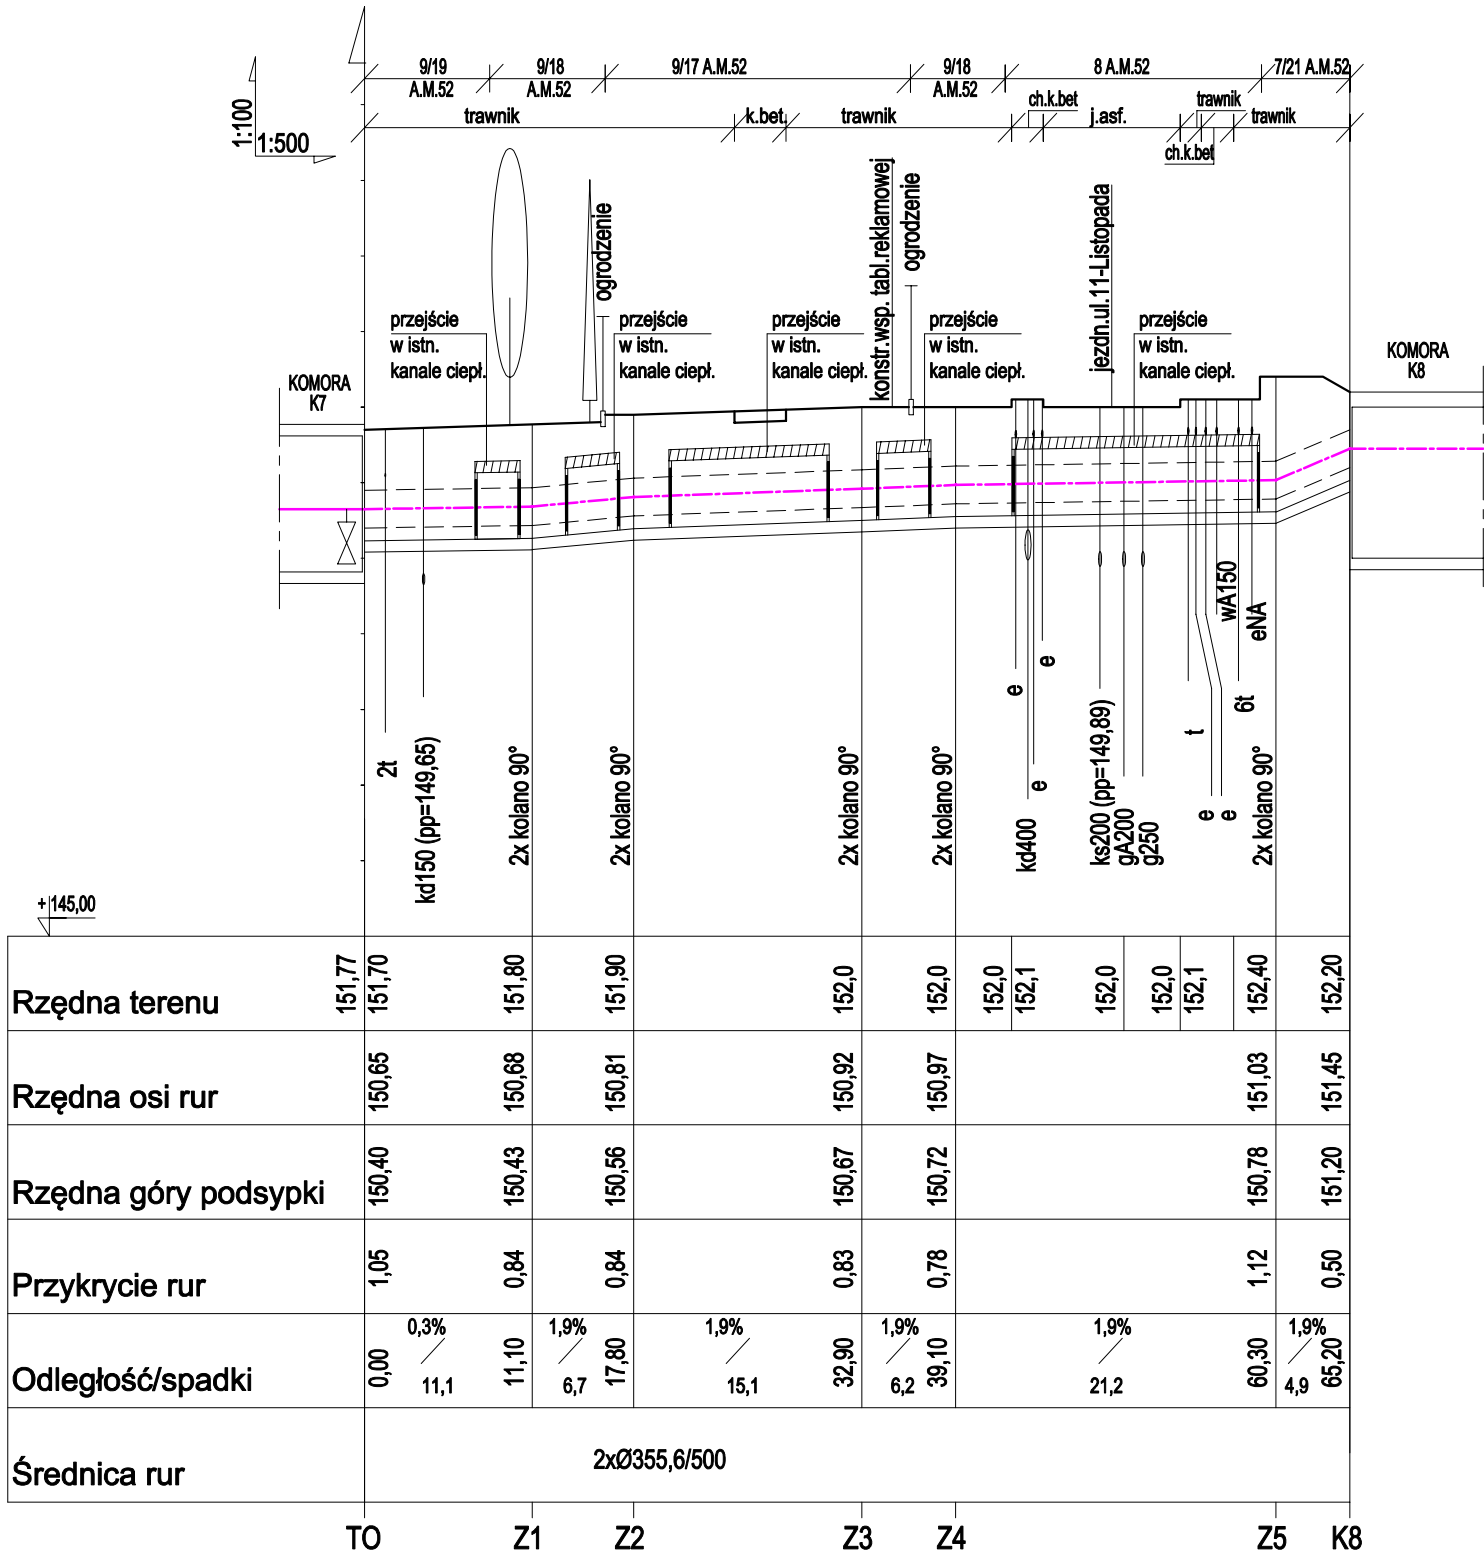 9/19
A.M.52
9/18
A.M.52
9/17 A.M.52
9/18
A.M.52
8 A.M.52
7/21 A.M.52
1:100
1:500
trawnik
k.bet.
trawnik
ch.k.bet
j.asf.
trawnik
ch.k.bet
trawnik
ogrodzenie
konstr.wsp. tabl.reklamowej
ogrodzenie
jezdn.ul.11-Listopada
przejście
w istn.
kanale ciepł.
przejście
w istn.
kanale ciepł.
przejście
w istn.
kanale ciepł.
przejście
w istn.
kanale ciepł.
przejście
w istn.
kanale ciepł.
KOMORA
K7
KOMORA
K8
2t
kd150 (pp=149,65)
2x kolano 90°
2x kolano 90°
2x kolano 90°
2x kolano 90°
e
kd400
e
e
ks200 (pp=149,89)
gA200
g250
t
e
e
wA150
6t
eNA
2x kolano 90°
+145,00
Rzędna terenu
151,77
151,70
151,80
151,90
152,0
152,0
152,0
152,1
152,0
152,0
152,1
152,40
152,20
Rzędna osi rur
150,65
150,68
150,81
150,92
150,97
151,03
151,45
Rzędna góry podsypki
150,40
150,43
150,56
150,67
150,72
150,78
151,20
Przykrycie rur
1,05
0,84
0,84
0,83
0,78
1,12
0,50
Odległość/spadki
0,00
0,3%
11,1
11,10
1,9%
6,7
17,80
1,9%
15,1
32,90
1,9%
6,2
39,10
1,9%
21,2
60,30
1,9%
4,9
65,20
Średnica rur
2xØ355,6/500
TO
Z1
Z2
Z3
Z4
Z5
K8